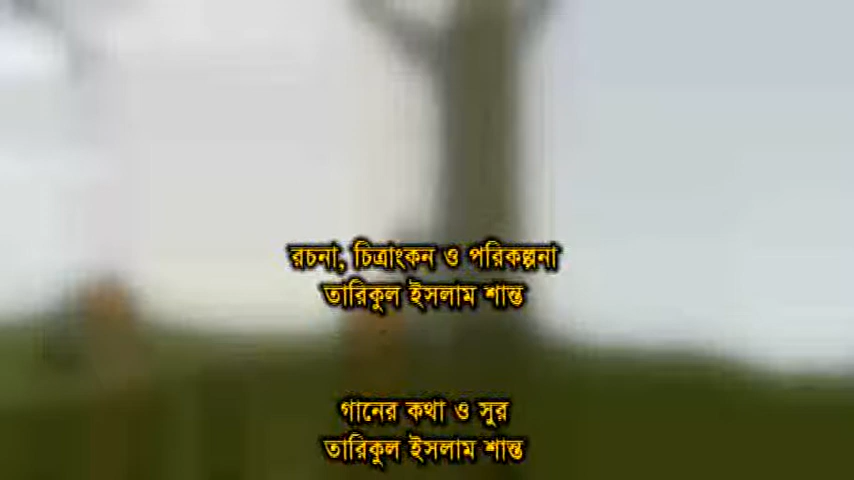 রচনা, চিত্রাংকন ও পরিকল্পনা
তারিকুল ইসলাম শান্ত
গানের কথা ও সুর
তারিকুল ইসলাম শান্ত